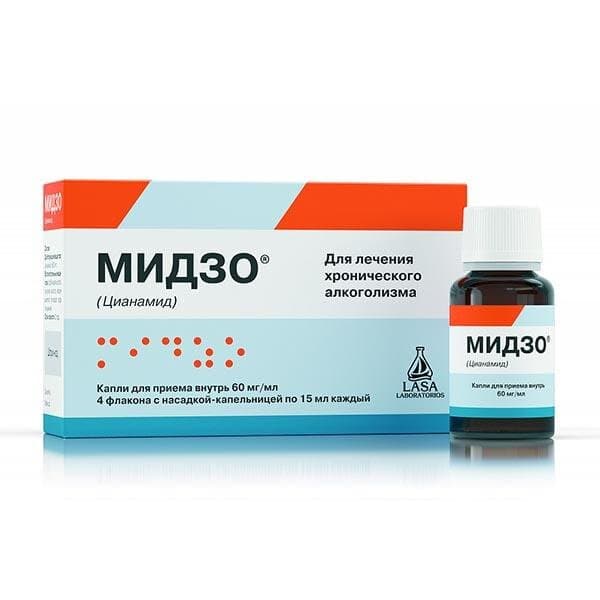 МИДЗО
МИДЗО®
(Цианамид)
Для лечения
хронического
алкоголизма
Капли для приема внутрь 60 мг/мл
4 флакона с насадкой-капельницей по 15 мл каждый
LASA
LABORATORIOS
МИДЗО®
(Цианамид)
Капли для приема внутрь
60 мг/мл